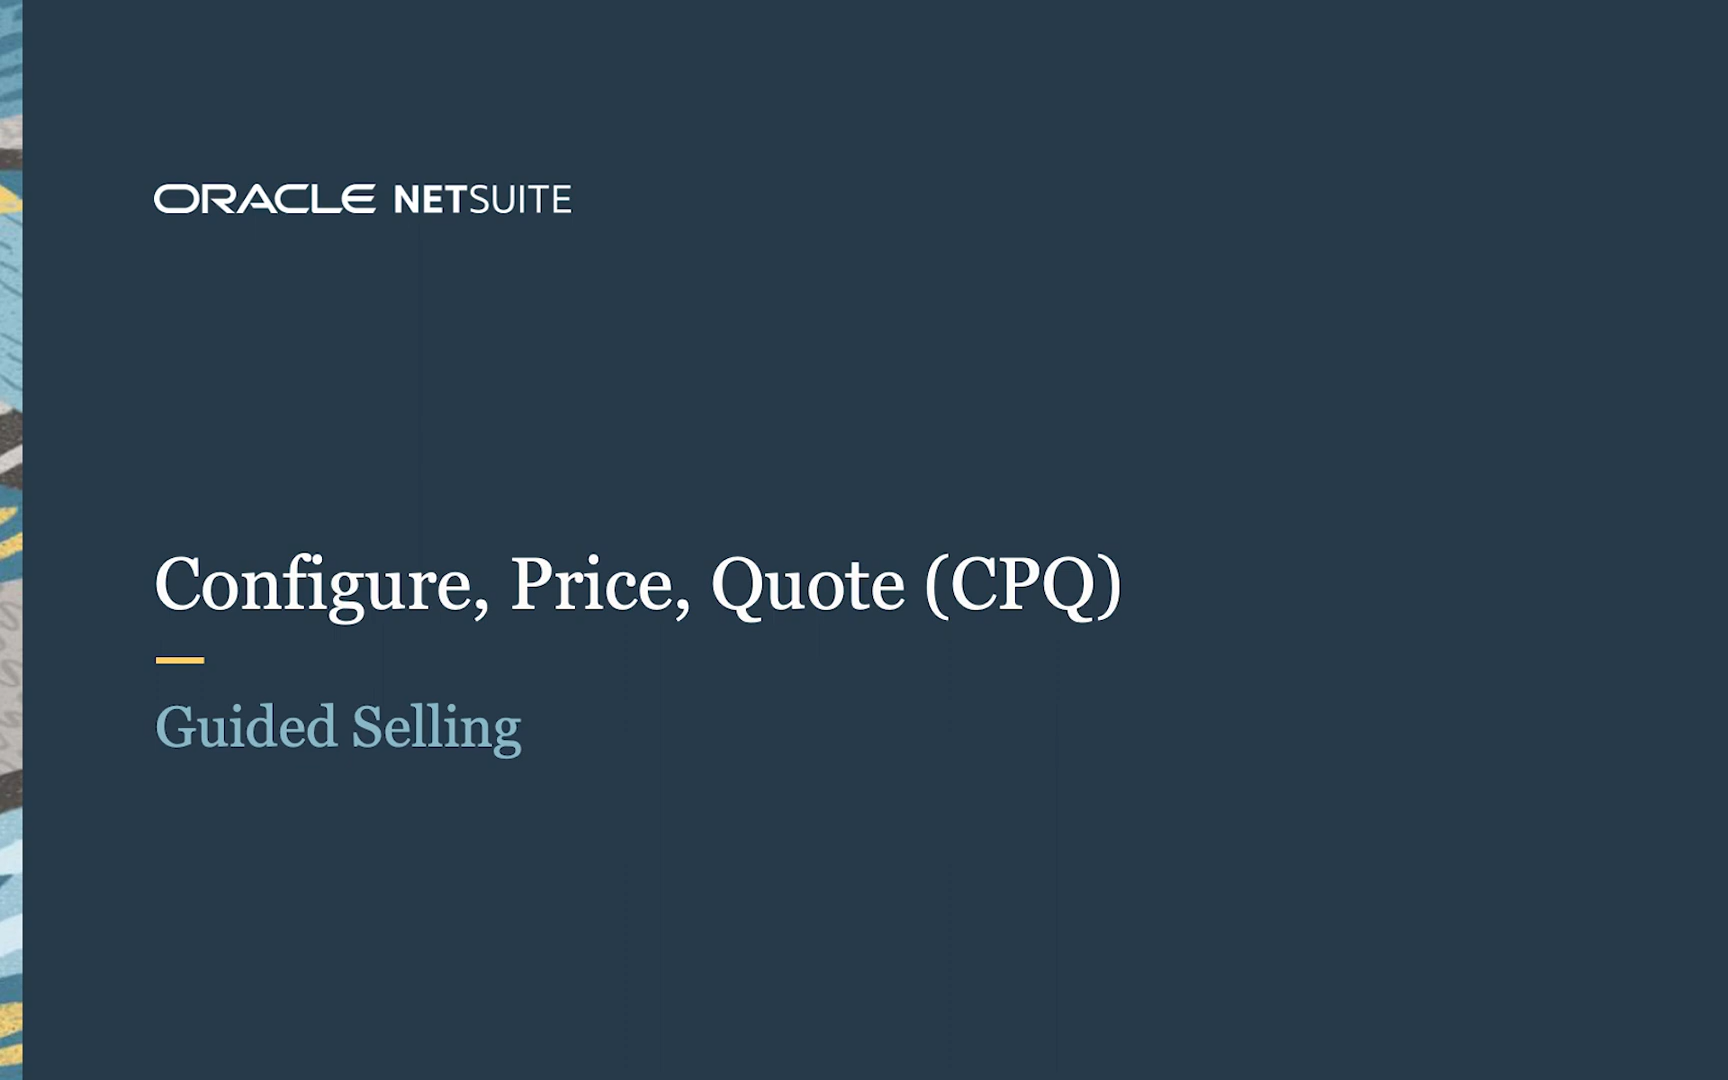 ORACLE NETSUITE
Configure, Price, Quote (CPQ)
Guided Selling